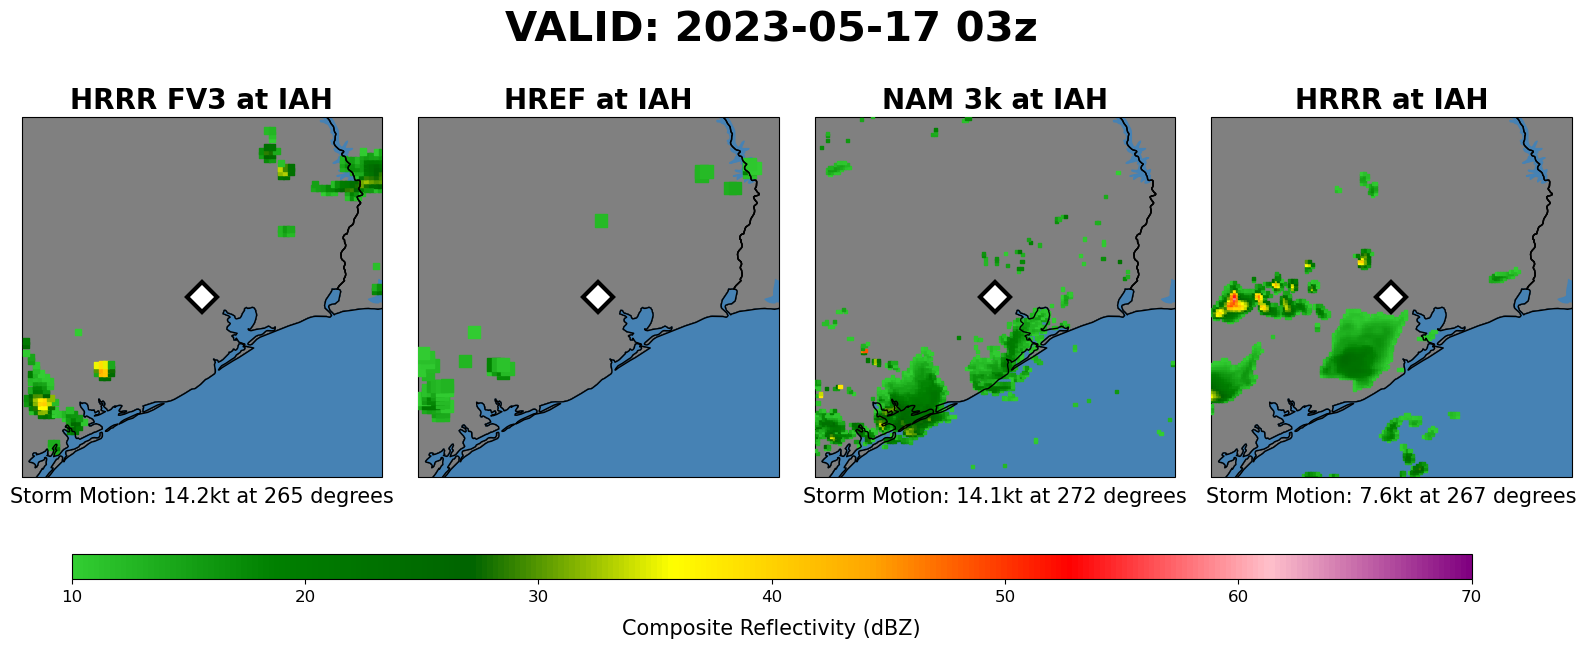 VALID: 2023-05-17 03z
HRRR FV3 at IAH
HREF at IAH
NAM 3k at IAH
HRRR at IAH
Storm Motion: 14.2kt at 265 degrees
Storm Motion: 14.1kt at 272 degrees
Storm Motion: 7.6kt at 267 degrees
10 20 30 40 50 60 70
Composite Reflectivity (dBZ)